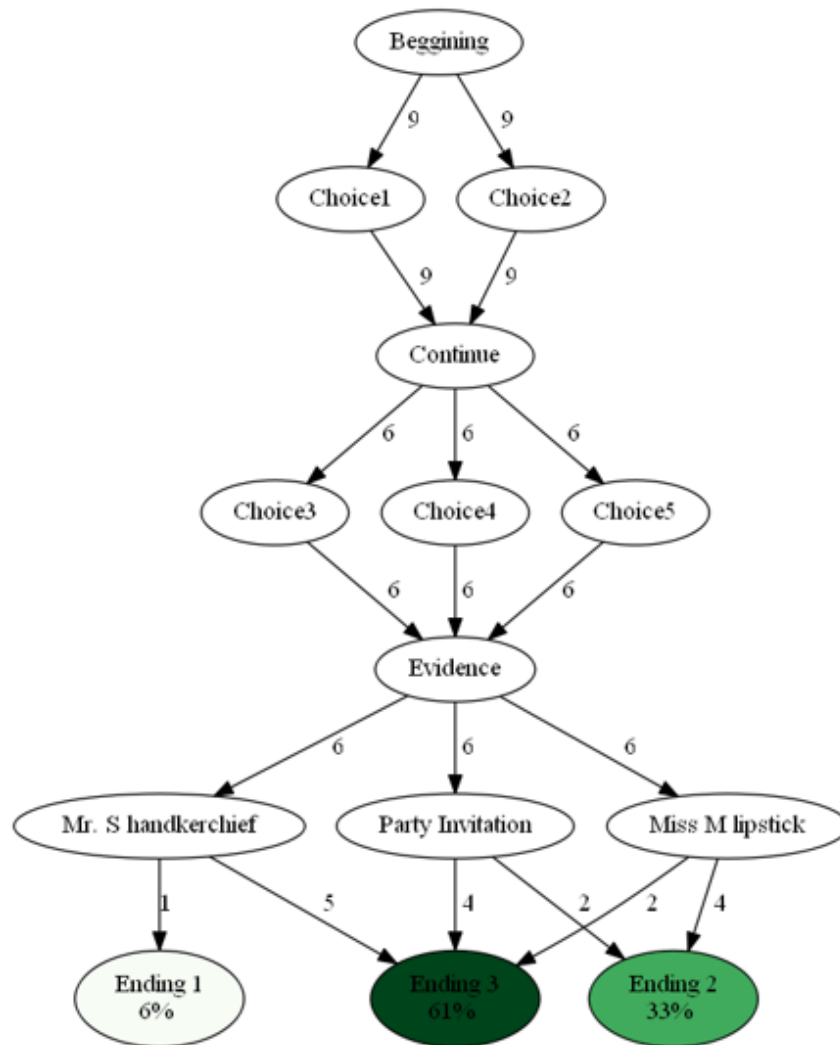 Beggining
9 9
Choice1 Choice2
9 9
Continue
6 6 6
Choice3 Choice4 Choice5
6 6 6
Evidence
6 6 6
Mr. S handkerchief Party Invitation Miss M lipstick
1 5 4 2 2 4
Ending 1 Ending 3 Ending 2
6% 61% 33%